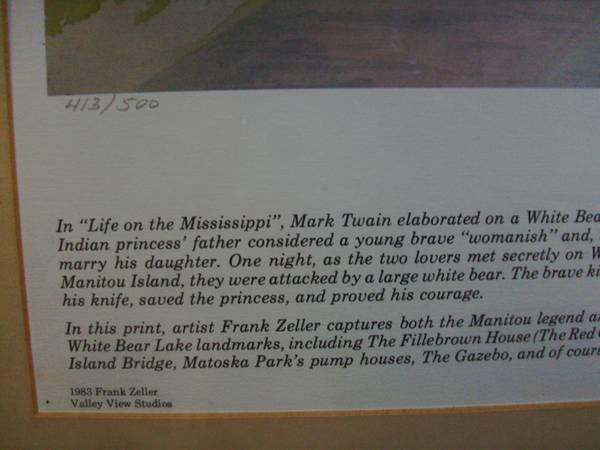 413/500
In “Life on the Mississippi”, Mark Twain elaborated on a White
Indian princess’ father considered a young brave “womanish” and,
marry his daughter. One night, as the two lovers met secretly on
Manitou Island, they were attacked by a large white bear. The brave
his knife, saved the princess, and proved his courage.
In this print, artist Frank Zeller captures both the Manitou legend
White Bear Lake landmarks, including The Fillebrown House (The Red
Island Bridge, Matoska Park’s pump houses, The Gazebo, and of
1983 Frank Zeller
Valley View Studios